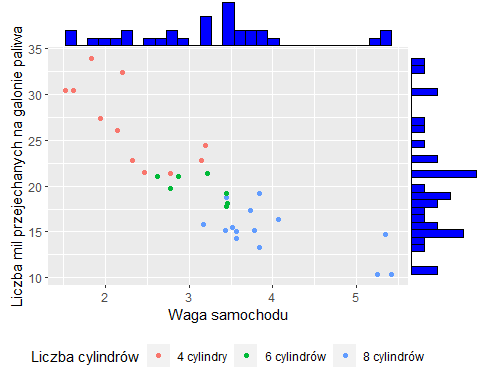 Liczba mil przejechanych na galonie paliwa
35
30
25
20
15
10
2 3 4 5
Waga samochodu
Liczba cylindrów 4 cylindry 6 cylindrów 8 cylindrów